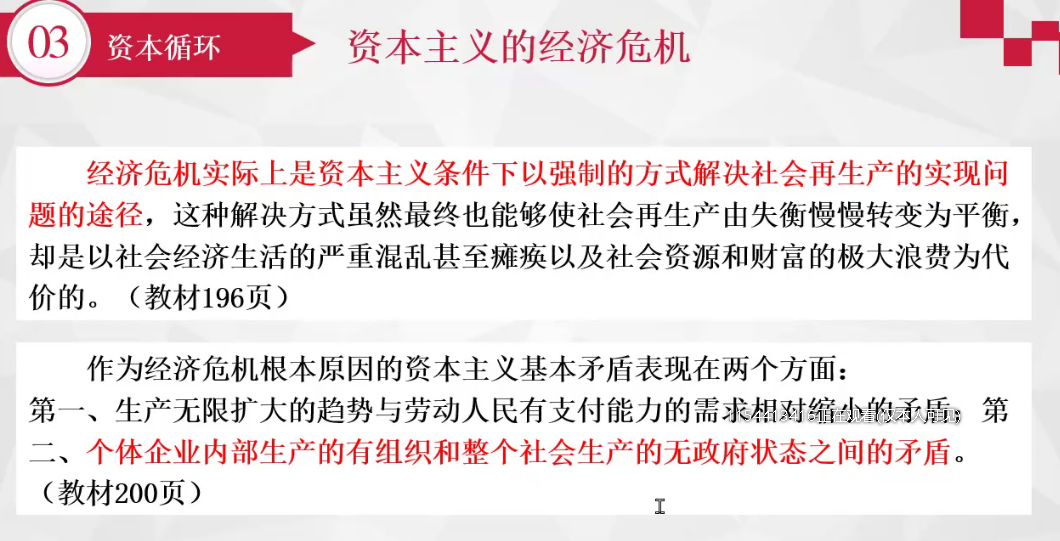 03
资本循环
资本主义的经济危机
经济危机实际上是资本主义条件下以强制的方式解决社会再生产的实现问
题的途径，这种解决方式虽然最终也能够使社会再生产由失衡慢慢转变为平衡，
却是以社会经济生活的严重混乱甚至瘫痪以及社会资源和财富的极大浪费为代
价的。（教材196页）
作为经济危机根本原因的资本主义基本矛盾表现在两个方面：
第一、生产无限扩大的趋势与劳动人民有支付能力的需求相对缩小的矛盾；第
二、个体企业内部生产的有组织和整个社会生产的无政府状态之间的矛盾。
（教材200页）